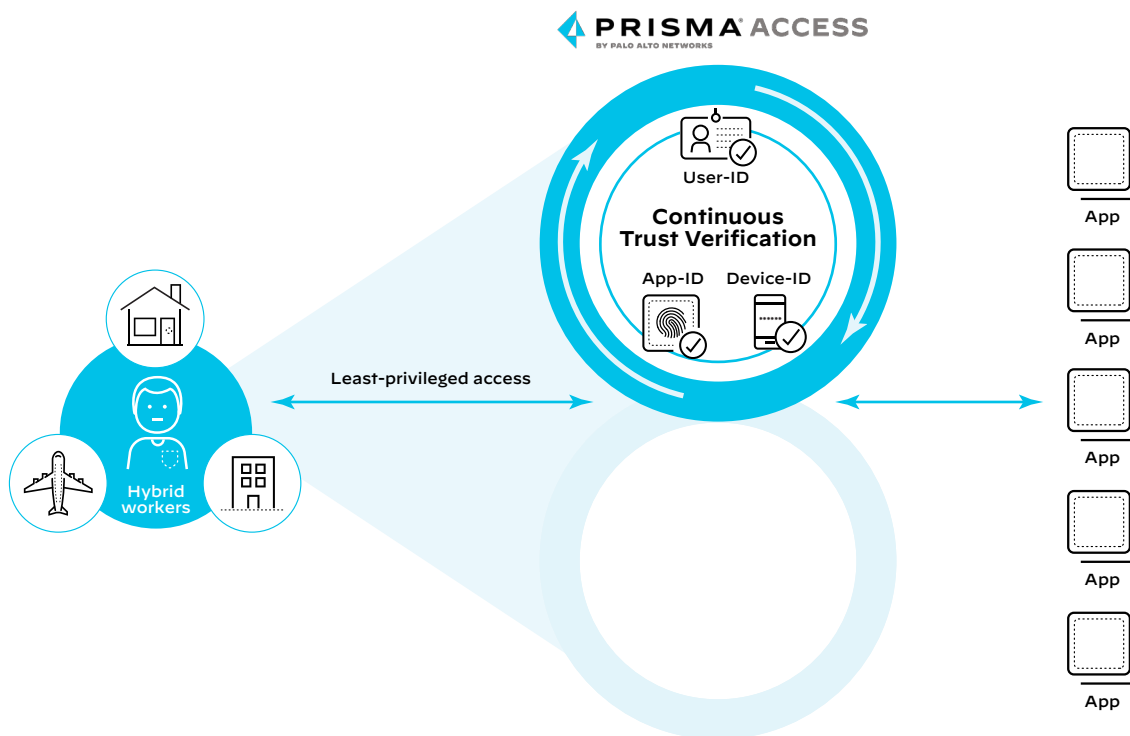 PRISMA ACCESS
BY PALO ALTO NETWORKS
User-ID
Continuous
Trust Verification
App-ID
Device-ID
Least-privileged access
Hybrid
workers
App
App
App
App
App